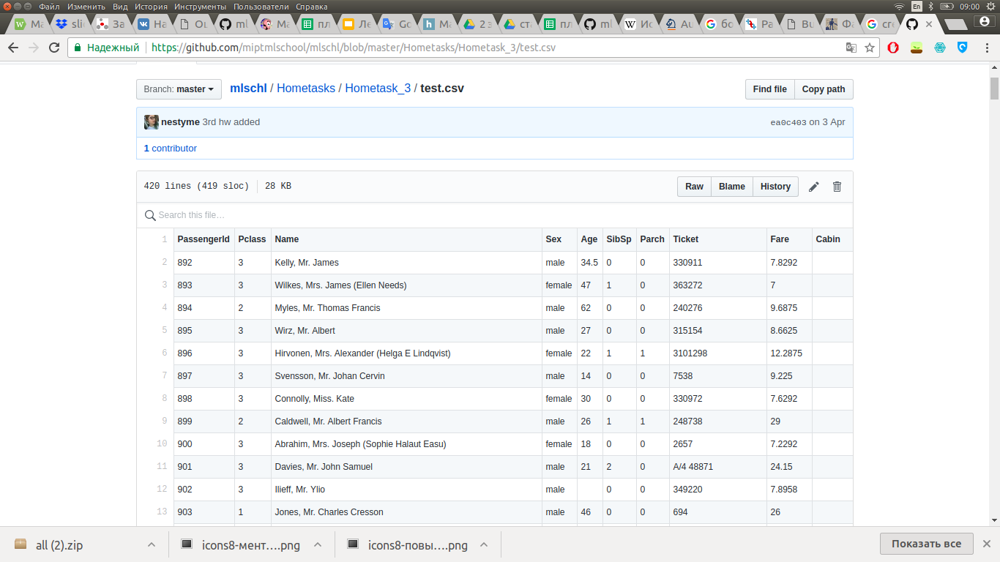 Файл Изменить Вид История Инструменты Пользователи Справка En 09:00
Ma slic За На Оц ml Ма пл Ле Go Ma 2 з ста пл ml Ис Au бо Ра Bu Фа сге
Надежный https://github.com/miptmlschool/mlschl/blob/master/Hometasks/Hometask_3/test.csv
Branch: master mlschl / Hometasks / Hometask_3 / test.csv Find file Copy path
nestyme 3rd hw added ea0c403 on 3 Apr
1 contributor
420 lines (419 sloc) 28 KB Raw Blame History
Search this file…
1 PassengerId Pclass Name Sex Age SibSp Parch Ticket Fare Cabin
2 892 3 Kelly, Mr. James male 34.5 0 0 330911 7.8292
3 893 3 Wilkes, Mrs. James (Ellen Needs) female 47 1 0 363272 7
4 894 2 Myles, Mr. Thomas Francis male 62 0 0 240276 9.6875
5 895 3 Wirz, Mr. Albert male 27 0 0 315154 8.6625
6 896 3 Hirvonen, Mrs. Alexander (Helga E Lindqvist) female 22 1 1 3101298 12.2875
7 897 3 Svensson, Mr. Johan Cervin male 14 0 0 7538 9.225
8 898 3 Connolly, Miss. Kate female 30 0 0 330972 7.6292
9 899 2 Caldwell, Mr. Albert Francis male 26 1 1 248738 29
10 900 3 Abrahim, Mrs. Joseph (Sophie Halaut Easu) female 18 0 0 2657 7.2292
11 901 3 Davies, Mr. John Samuel male 21 2 0 A/4 48871 24.15
12 902 3 Ilieff, Mr. Ylio male 0 0 349220 7.8958
13 903 1 Jones, Mr. Charles Cresson male 46 0 0 694 26
all (2).zip icons8-мент….png icons8-повы….png Показать все